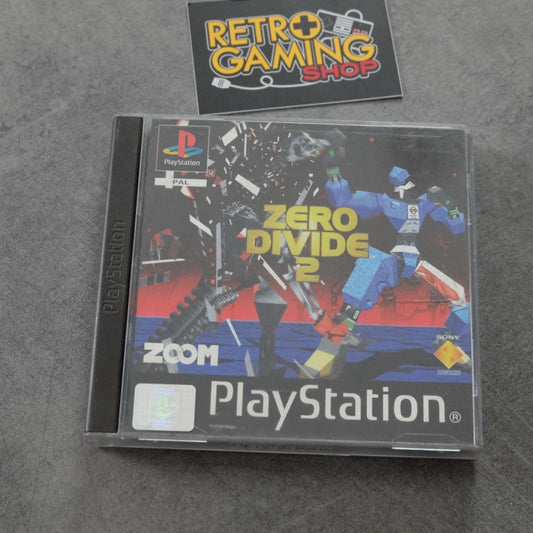 RETRO
GAMING
SHOP
PlayStation
PlayStation
PAL
ZERO
DIVIDE
2
ZOOM
SONY
PlayStation®